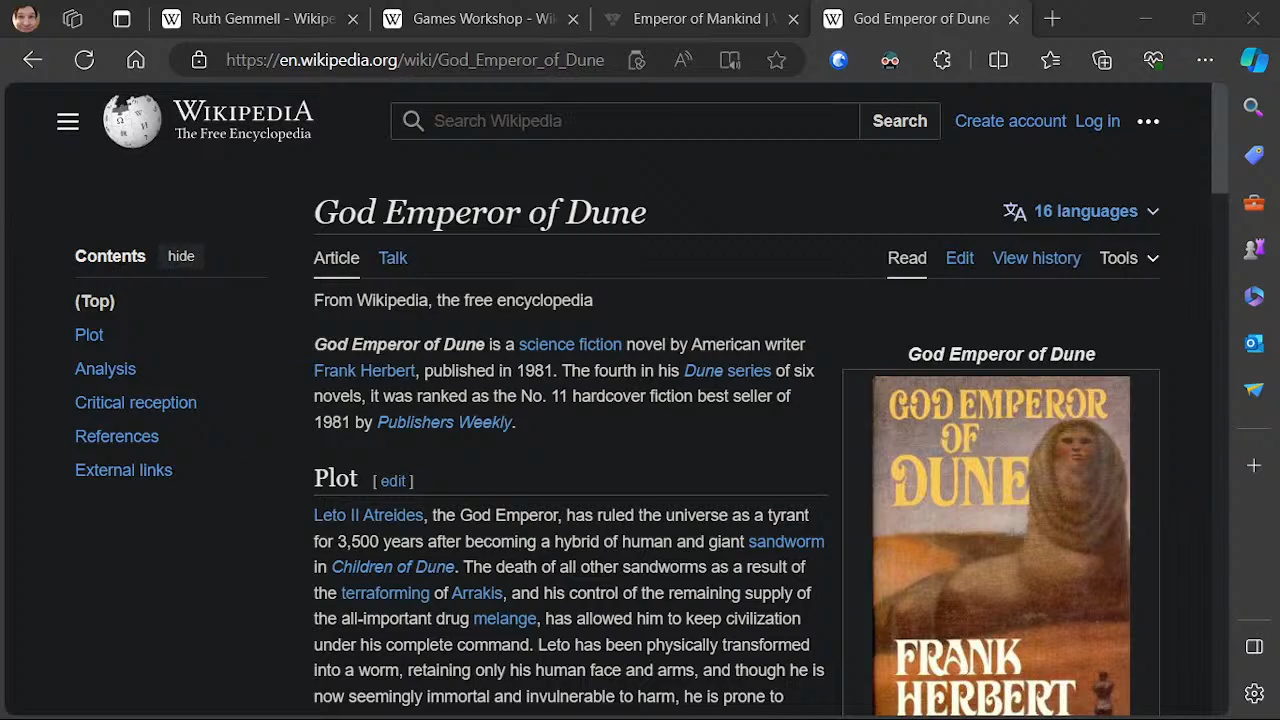 Ruth Gemmell - Wikipe
Games Workshop - Wi
Emperor of Mankind |
God Emperor of Dune
https://en.wikipedia.org/wiki/God_Emperor_of_Dune
WIKIPEDIA
The Free Encyclopedia
Search Wikipedia
Search
Create account Log in
God Emperor of Dune
16 languages
Contents hide
Article Talk
Read Edit View history Tools
(Top)
Plot
Analysis
Critical reception
References
External links
From Wikipedia, the free encyclopedia
God Emperor of Dune is a science fiction novel by American writer
Frank Herbert, published in 1981. The fourth in his Dune series of six
novels, it was ranked as the No. 11 hardcover fiction best seller of
1981 by Publishers Weekly.
Plot [ edit ]
Leto II Atreides, the God Emperor, has ruled the universe as a tyrant
for 3,500 years after becoming a hybrid of human and giant sandworm
in Children of Dune. The death of all other sandworms as a result of
the terraforming of Arrakis, and his control of the remaining supply of
the all-important drug melange, has allowed him to keep civilization
under his complete command. Leto has been physically transformed
into a worm, retaining only his human face and arms, and though he is
now seemingly immortal and invulnerable to harm, he is prone to
God Emperor of Dune
GOD EMPEROR
OF
DUNE
FRANK
HERBERT